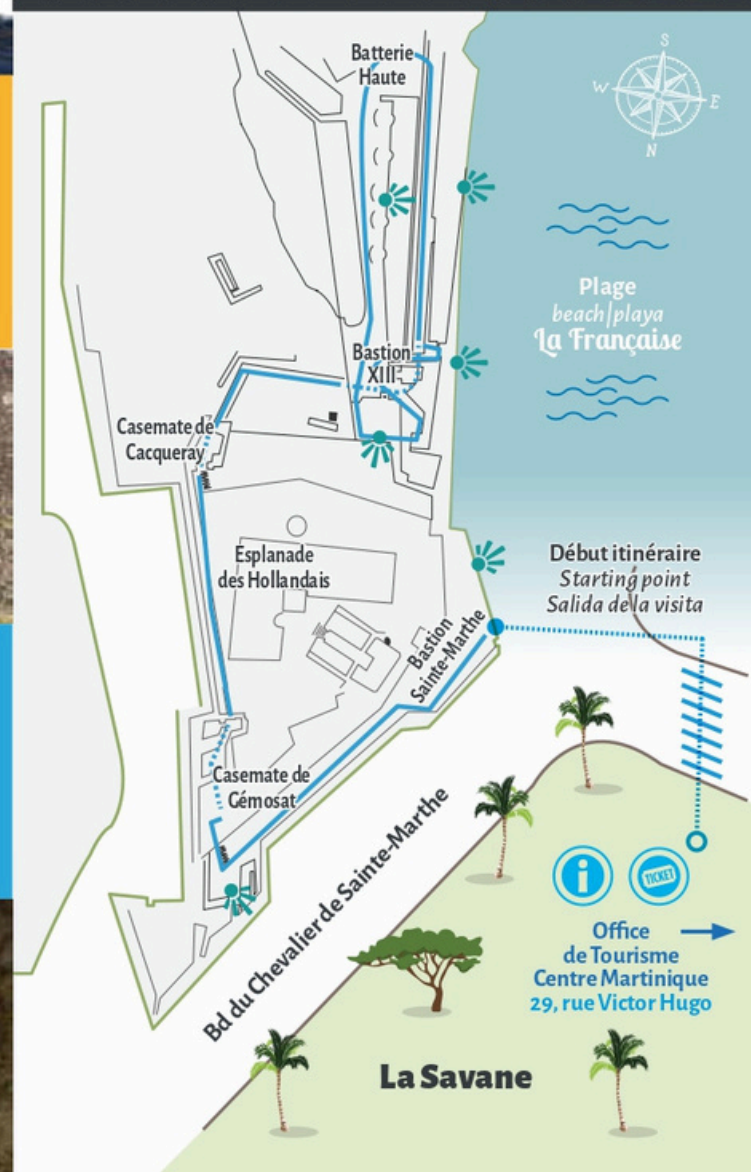 Batterie
Haute
S
W
E
N
Plage
beach|playa
La Française
Bastion
XIII
Casemate de
Cacqueray
Esplanade
des Hollandais
Début itinéraire
Starting point
Salida de la visita
Bastion
Sainte-Marthe
Casemate de
Gémosat
Bd du Chevalier de Sainte-Marthe
i
TICKET
Office
de Tourisme
Centre Martinique
29, rue Victor Hugo
La Savane